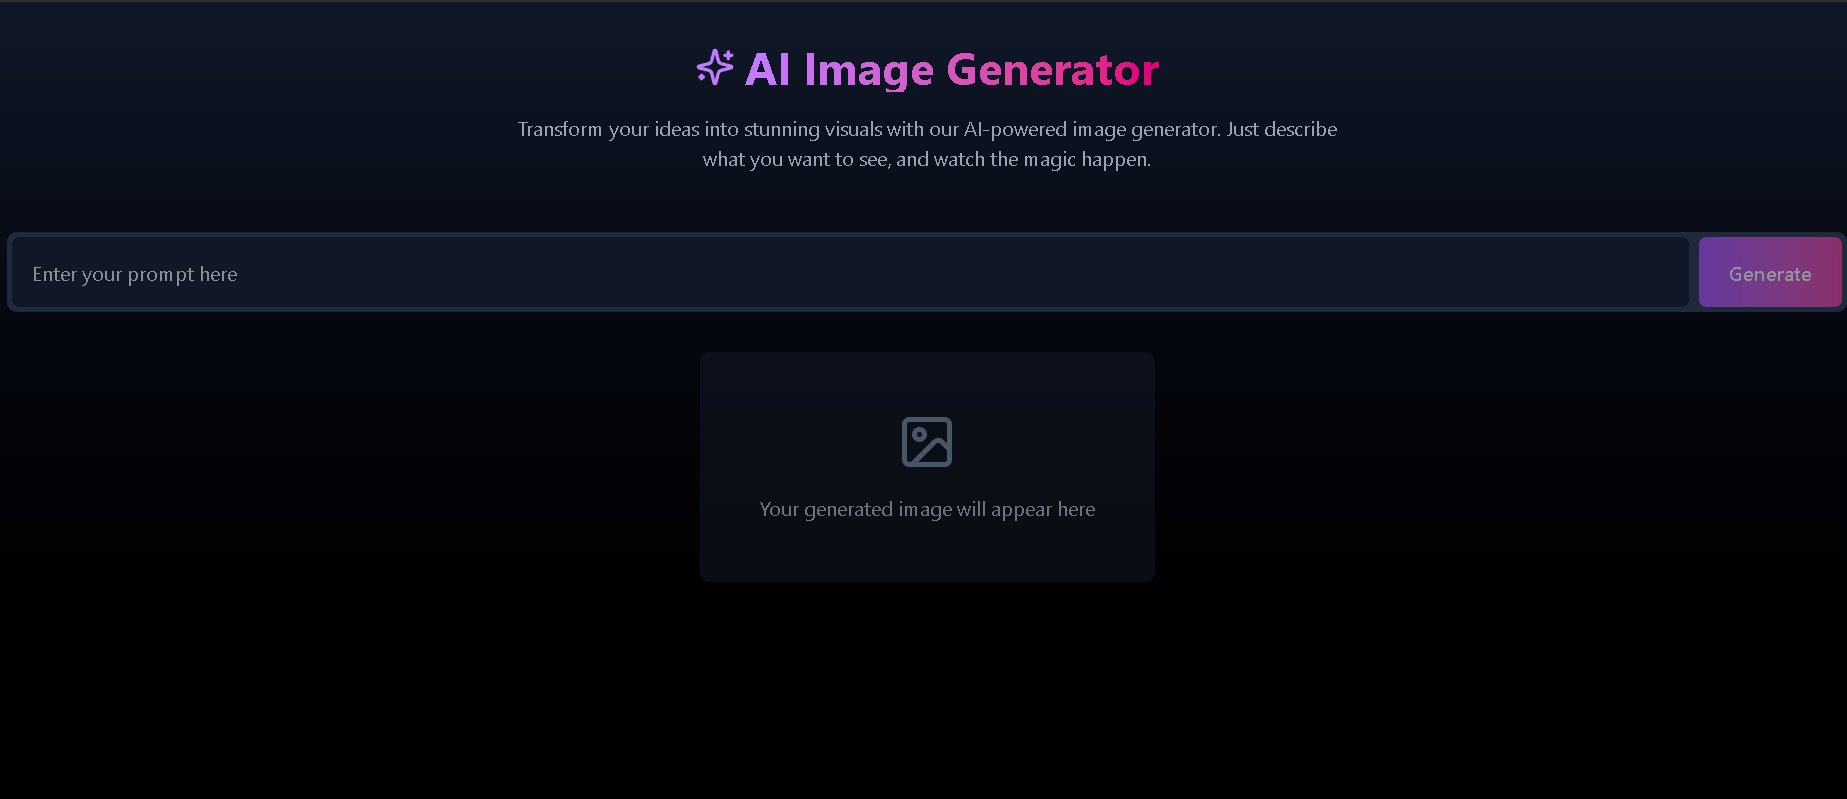 AI Image Generator
Transform your ideas into stunning visuals with our AI-powered image generator. Just describe
what you want to see, and watch the magic happen.
Enter your prompt here
Generate
Your generated image will appear here